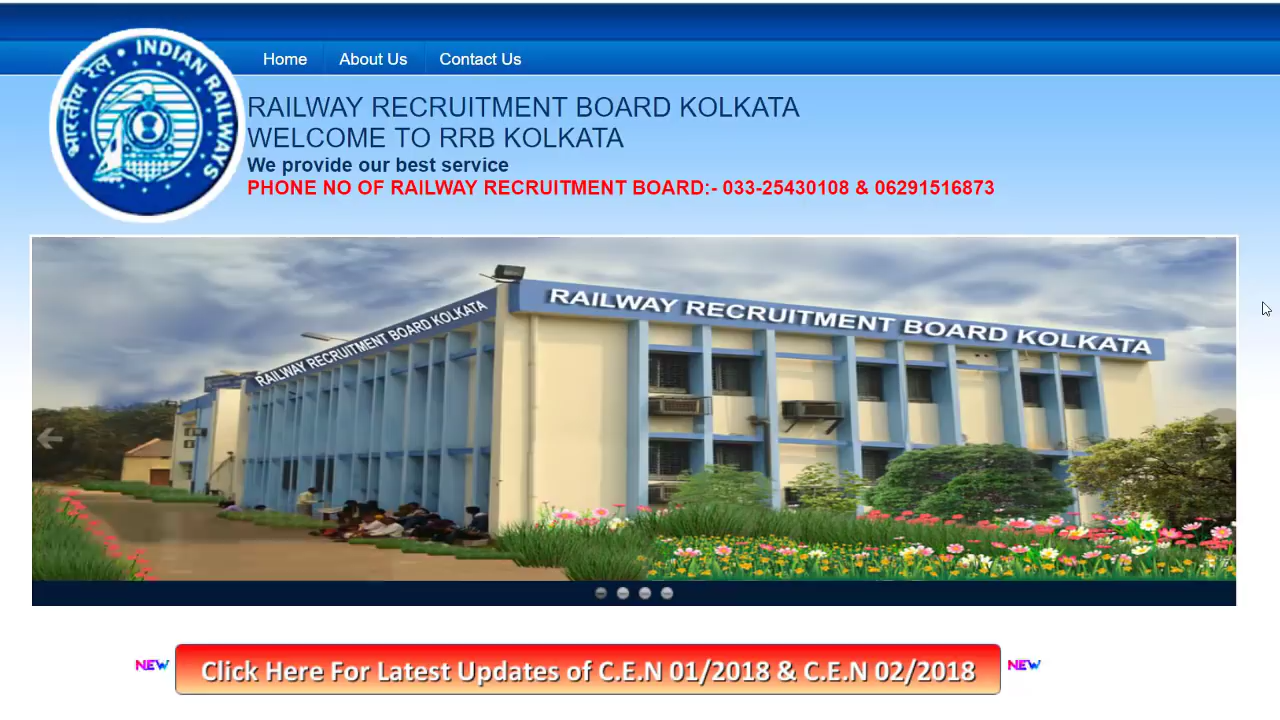 भारतीय रेल • INDIAN RAILWAYS
Home About Us Contact Us
RAILWAY RECRUITMENT BOARD KOLKATA
WELCOME TO RRB KOLKATA
We provide our best service
PHONE NO OF RAILWAY RECRUITMENT BOARD:- 033-25430108 & 06291516873
RAILWAY RECRUITMENT BOARD KOLKATA
RAILWAY RECRUITMENT BOARD KOLKATA
NEW Click Here For Latest Updates of C.E.N 01/2018 & C.E.N 02/2018 NEW